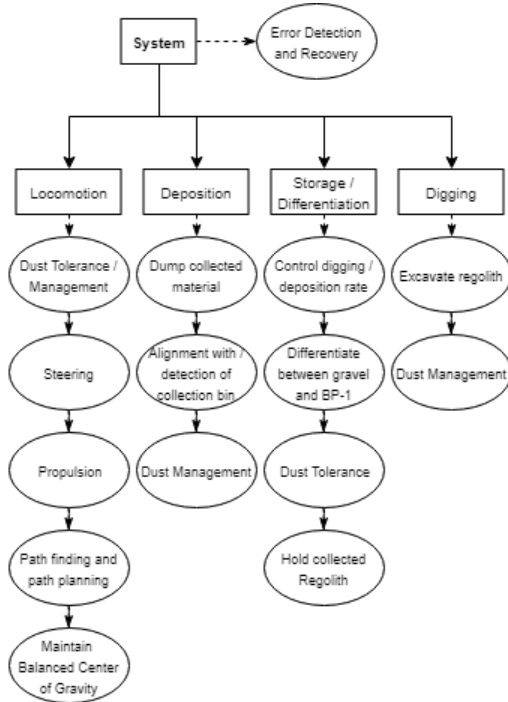 System
Error Detection
and Recovery
Locomotion
Deposition
Storage /
Differentiation
Digging
Dust Tolerance /
Management
Dump collected
material
Control digging /
deposition rate
Excavate regolith
Steering
Alignment with /
detection of
collection bin
Differentiate
between gravel
and BP-1
Dust Management
Propulsion
Dust Management
Dust Tolerance
Path finding and
path planning
Hold collected
Regolith
Maintain
Balanced Center
of Gravity